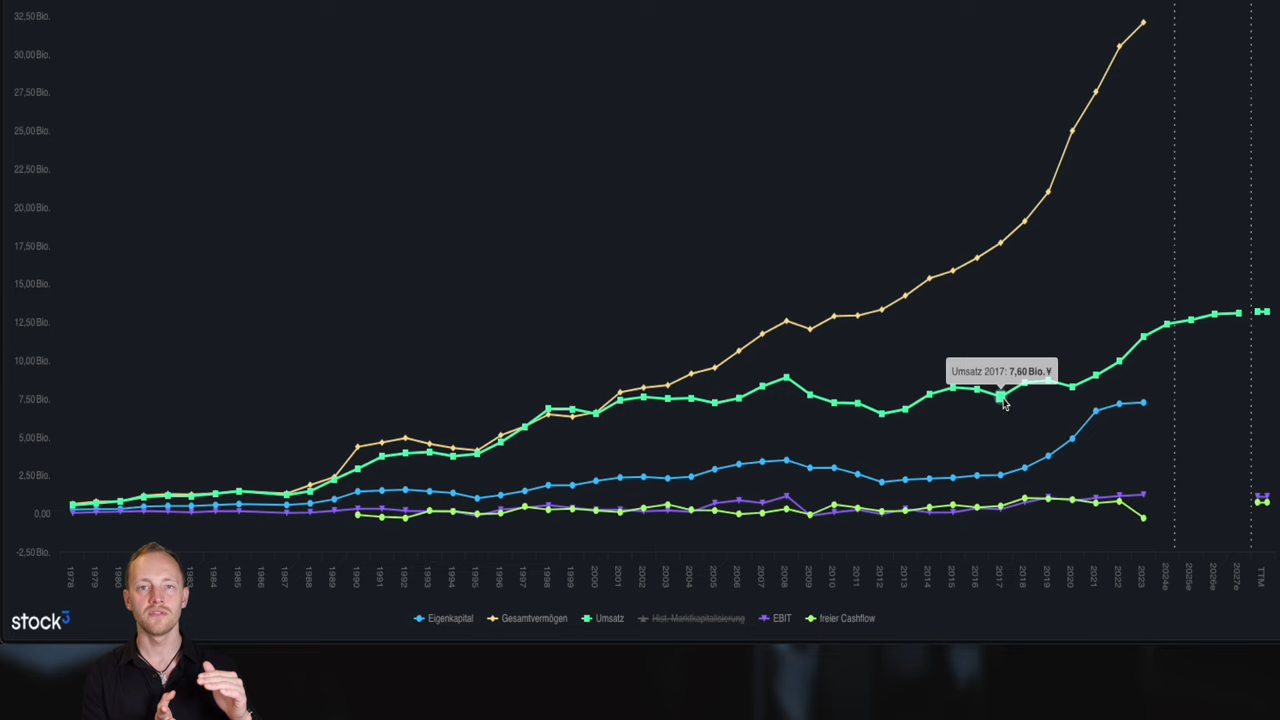 32,50 Bio.
30,00 Bio.
27,50 Bio.
25,00 Bio.
22,50 Bio.
20,00 Bio.
17,50 Bio.
15,00 Bio.
12,50 Bio.
10,00 Bio.
7,50 Bio.
5,00 Bio.
2,50 Bio.
0,00
-2,50 Bio.
Umsatz 2017: 7,60 Bio. ¥
1978 1979 1980 1983 1984 1985 1986 1987 1988 1989 1990 1991 1992 1993 1994 1995 1996 1997 1998 1999 2000 2001 2002 2003 2004 2005 2006 2007 2008 2009 2010 2011 2012 2013 2014 2015 2016 2017 2018 2019 2020 2021 2022 2023 2024e 2025e 2026e 2027e TTM
stock3
Eigenkapital Gesamtvermögen Umsatz Hist. Marktkapitalisierung EBIT freier Cashflow